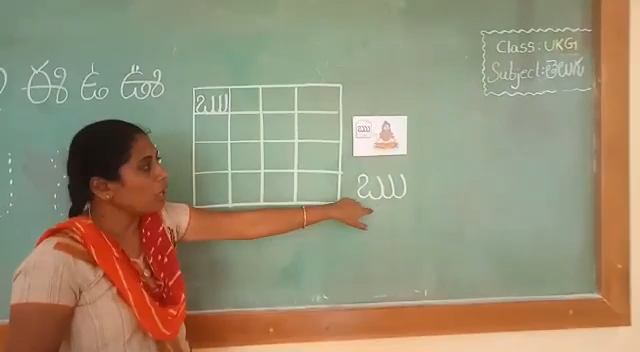 ఈ ఉ ఊ
ఋ
ఋ
ఋ
Class: UKG
Subject: తెలుగు